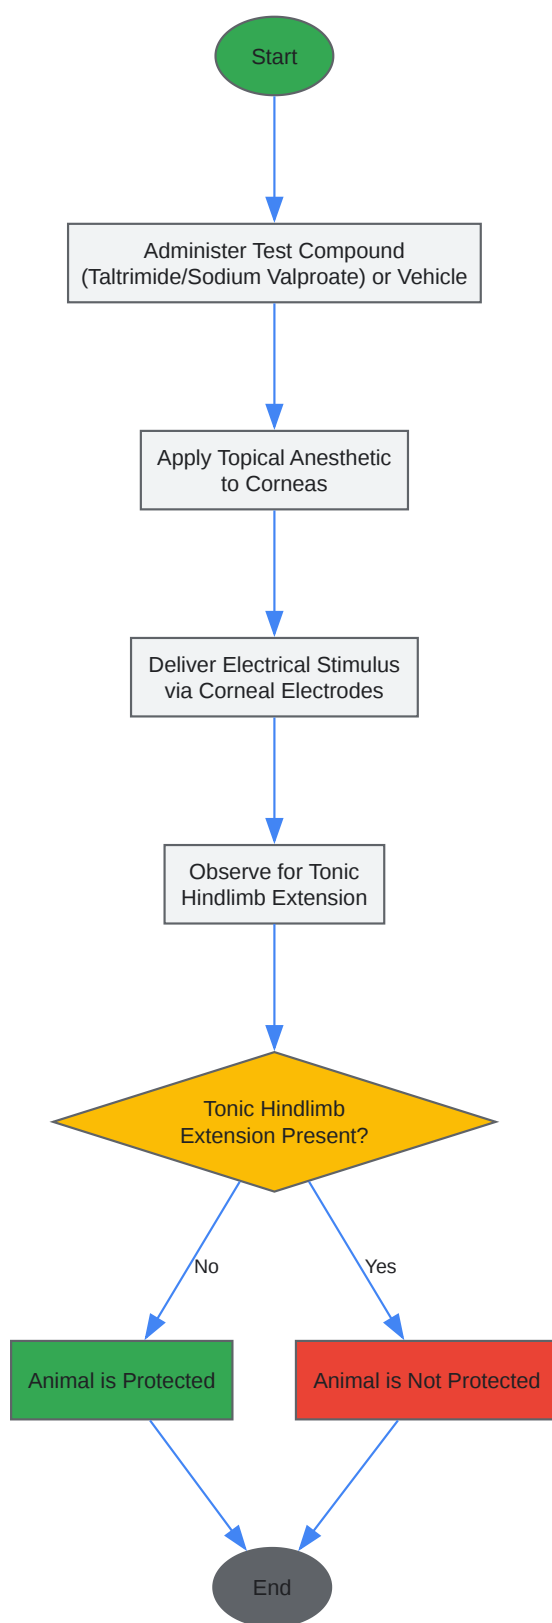 Start
Administer Test Compound
(Taltrimide/Sodium Valproate) or Vehicle
Apply Topical Anesthetic
to Corneas
Deliver Electrical Stimulus
via Corneal Electrodes
Observe for Tonic
Hindlimb Extension
Tonic Hindlimb
Extension Present?
No
Yes
Animal is Protected
Animal is Not Protected
End